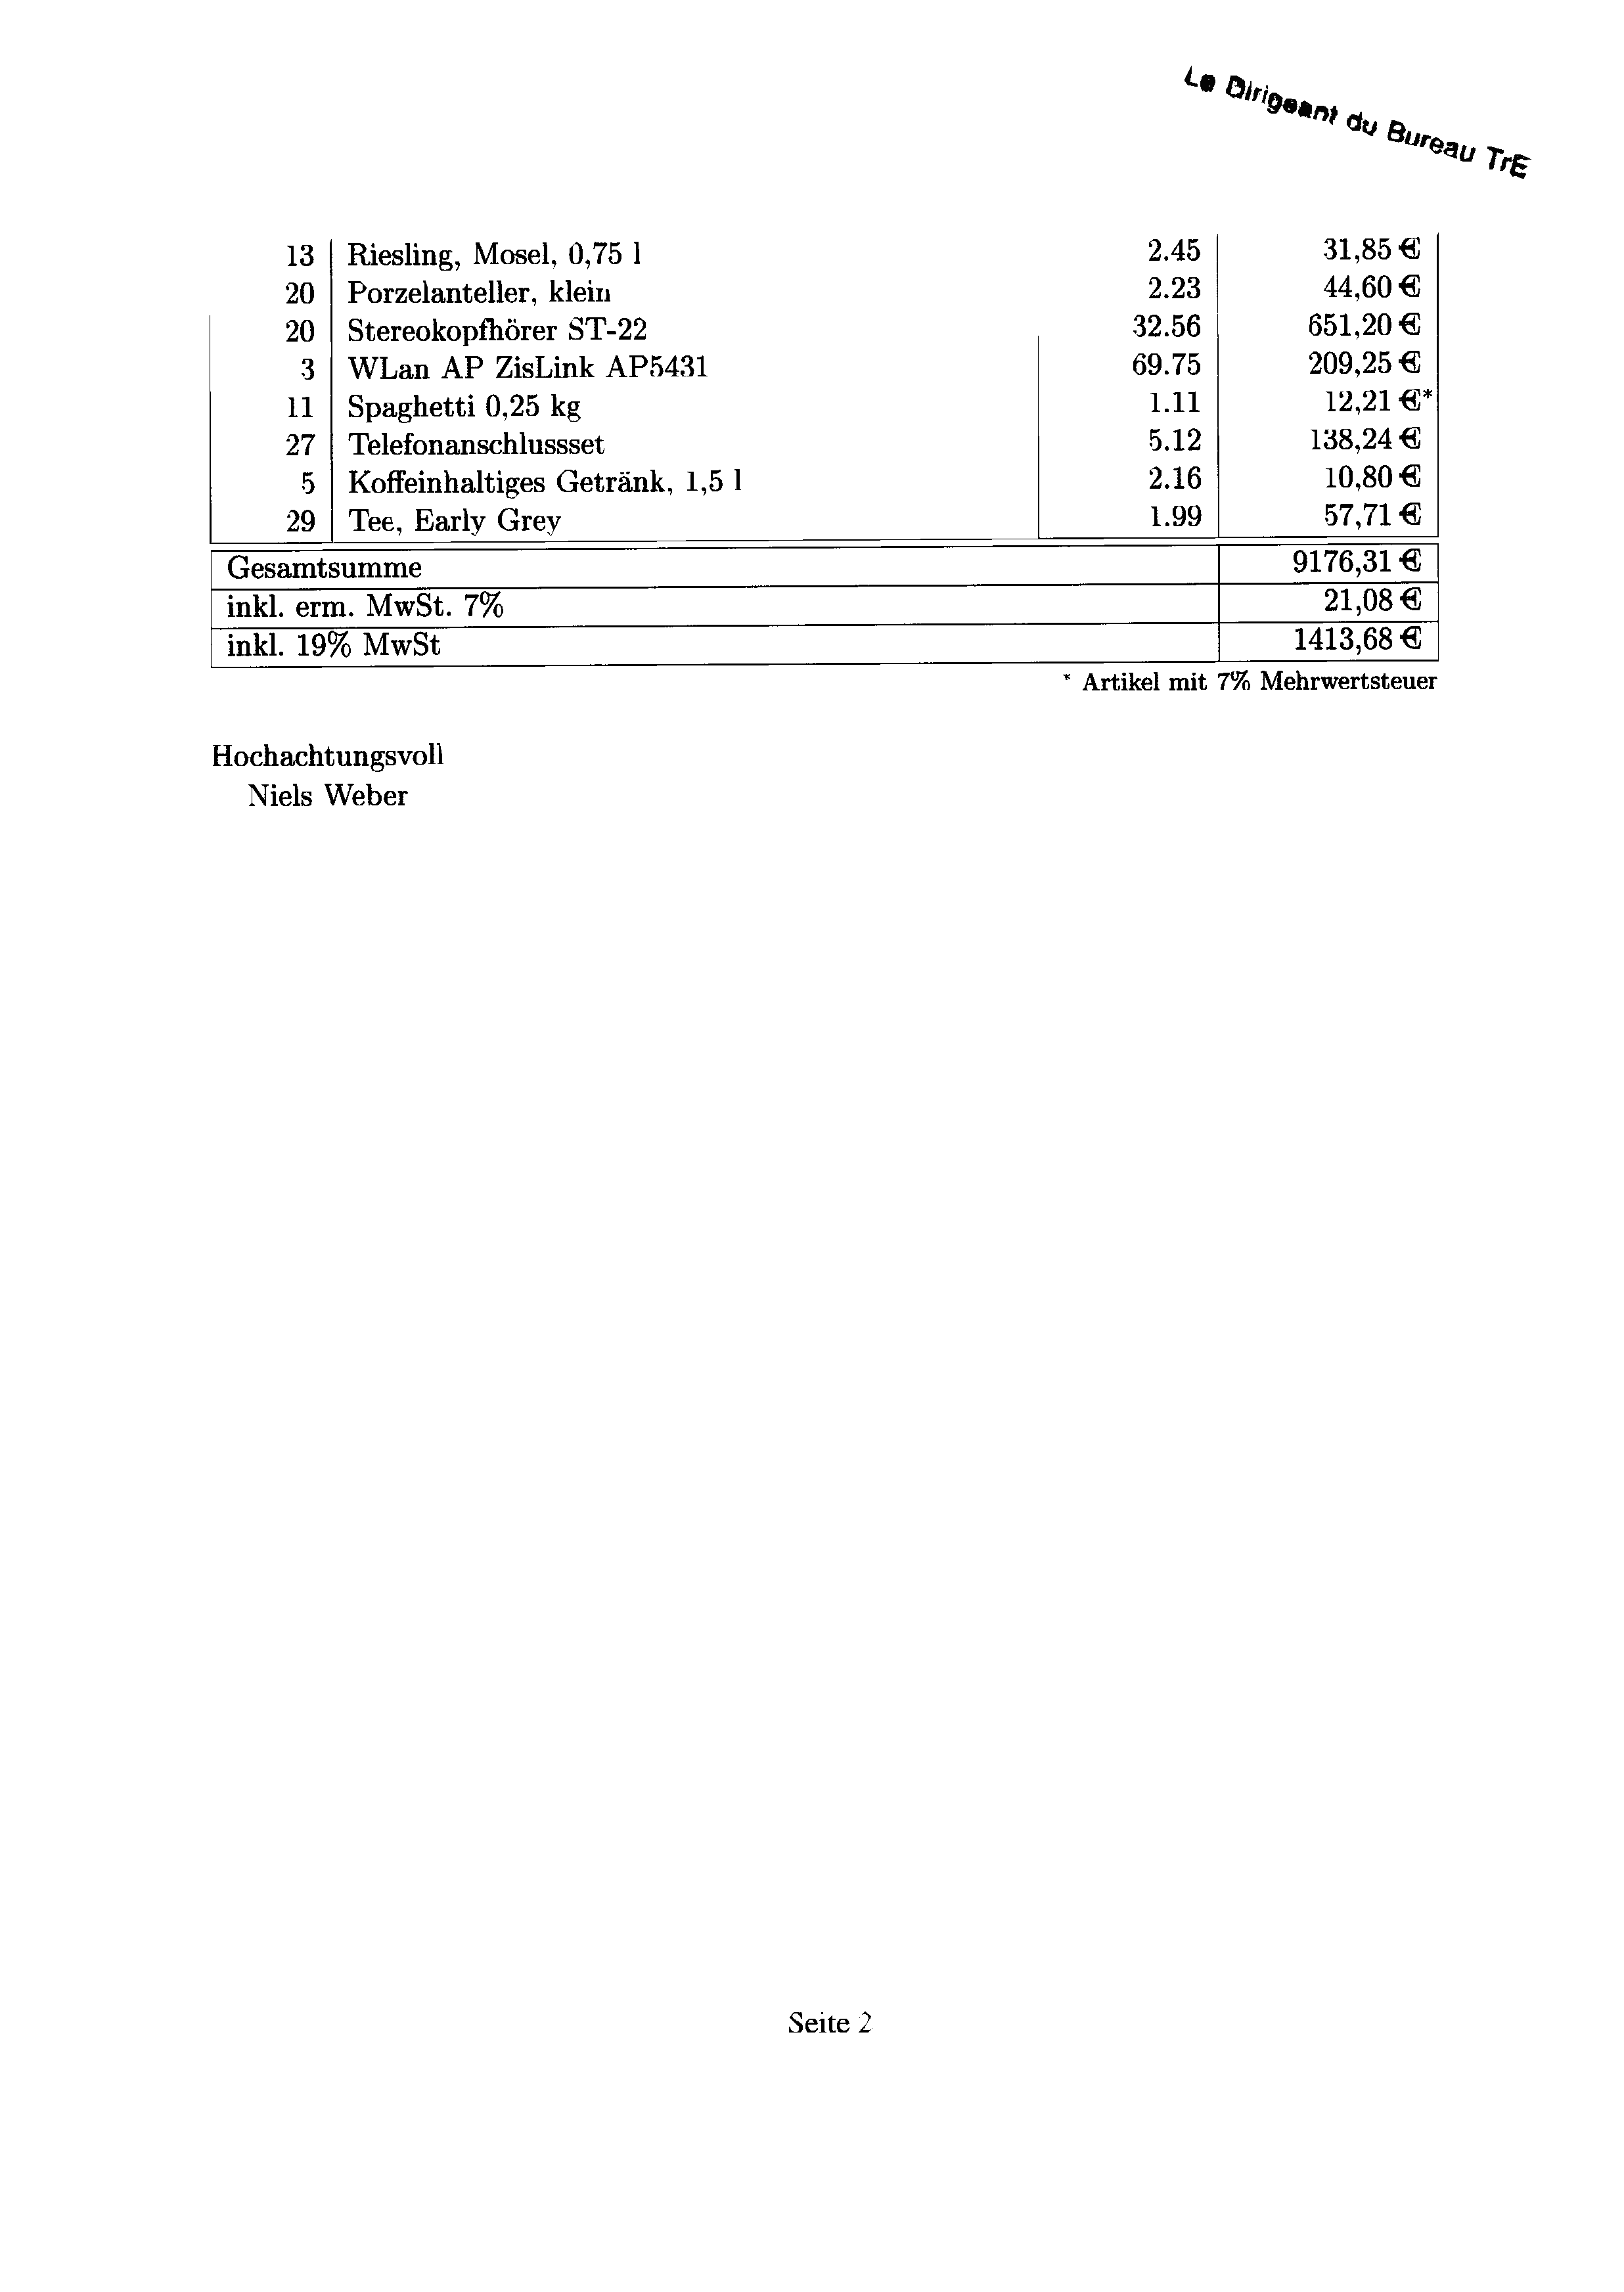 Le Dirigeant du Bureau TrE
13 Riesling, Mosel, 0,75 l 2.45 31,85 €
20 Porzelanteller, klein 2.23 44,60 €
20 Stereokopfhörer ST-22 32.56 651,20 €
3 WLan AP ZisLink AP5431 69.75 209,25 €
11 Spaghetti 0,25 kg 1.11 12,21 €*
27 Telefonanschlussset 5.12 138,24 €
5 Koffeinhaltiges Getränk, 1,5 l 2.16 10,80 €
29 Tee, Early Grey 1.99 57,71 €
Gesamtsumme 9176,31 €
inkl. erm. MwSt. 7% 21,08 €
inkl. 19% MwSt 1413,68 €
* Artikel mit 7% Mehrwertsteuer
Hochachtungsvoll
Niels Weber
Seite 2